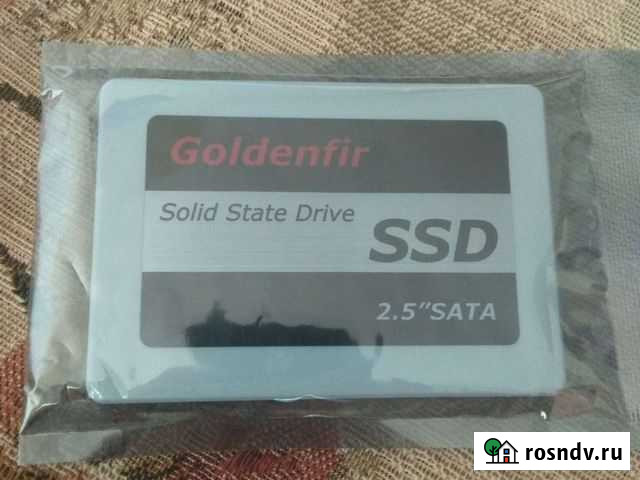 Goldenfir
Solid State Drive
SSD
2.5"SATA
rosndv.ru